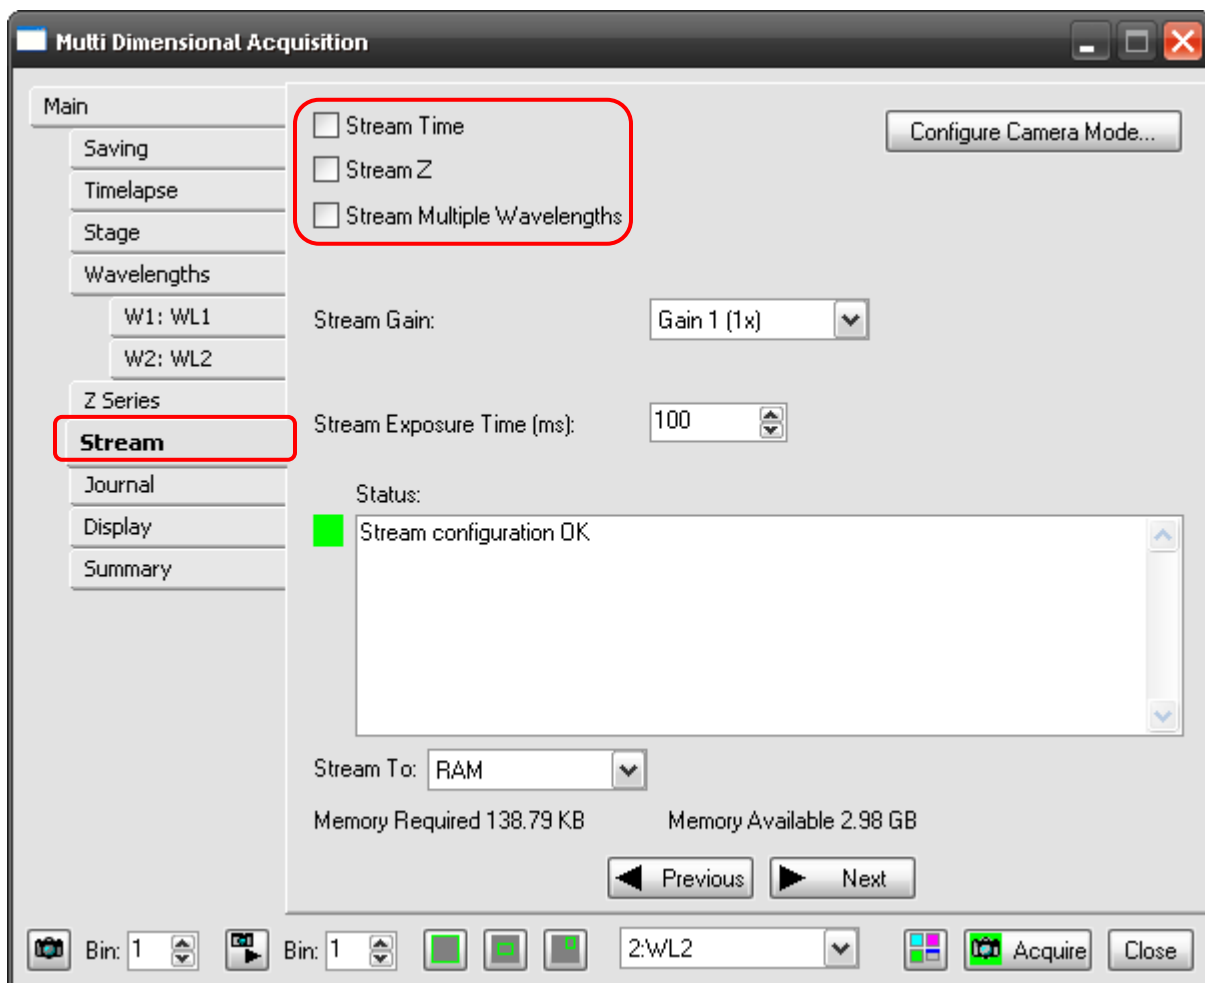 Multi Dimensional Acquisition
Main
Saving
Timelapse
Stage
Wavelengths
W1: WL1
W2: WL2
Z Series
Stream
Journal
Display
Summary
Stream Time
Stream Z
Stream Multiple Wavelengths
Configure Camera Mode...
Stream Gain: Gain 1 (1x)
Stream Exposure Time (ms): 100
Status:
Stream configuration OK
Stream To: RAM
Memory Required 138.79 KB Memory Available 2.98 GB
Previous Next
Bin: 1 Bin: 1 2:WL2 Acquire Close